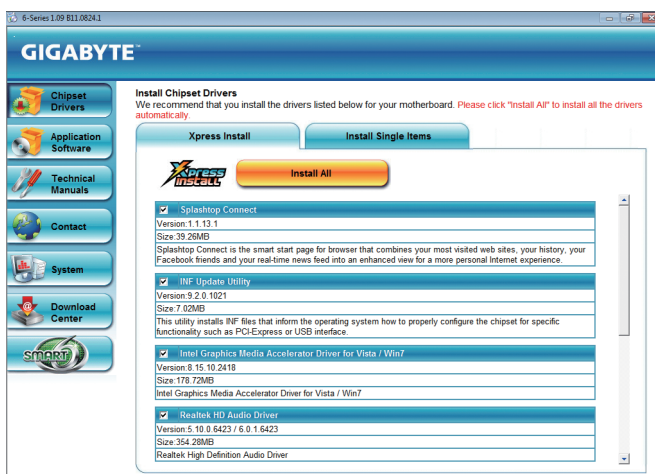 6-Series 1.09 B11.0824.1
GIGABYTE™
Chipset
Drivers
Application
Software
Technical
Manuals
Contact
System
Download
Center
SMART 6
Install Chipset Drivers
We recommend that you install the drivers listed below for your motherboard. Please click "Install All" to install all the drivers
automatically.
Xpress Install
Install Single Items
Xpress
INSTALL
Install All
Splashtop Connect
Version:1.1.13.1
Size:39.26MB
Splashtop Connect is the smart start page for browser that combines your most visited web sites, your history, your
Facebook friends and your real-time news feed into an enhanced view for a more personal Internet experience.
INF Update Utility
Version:9.2.0.1021
Size:7.02MB
This utility installs INF files that inform the operating system how to properly configure the chipset for specific
functionality such as PCI-Express or USB interface.
Intel Graphics Media Accelerator Driver for Vista / Win7
Version:8.15.10.2418
Size:178.72MB
Intel Graphics Media Accelerator Driver for Vista / Win7
Realtek HD Audio Driver
Version:5.10.0.6423 / 6.0.1.6423
Size:354.28MB
Realtek High Definition Audio Driver